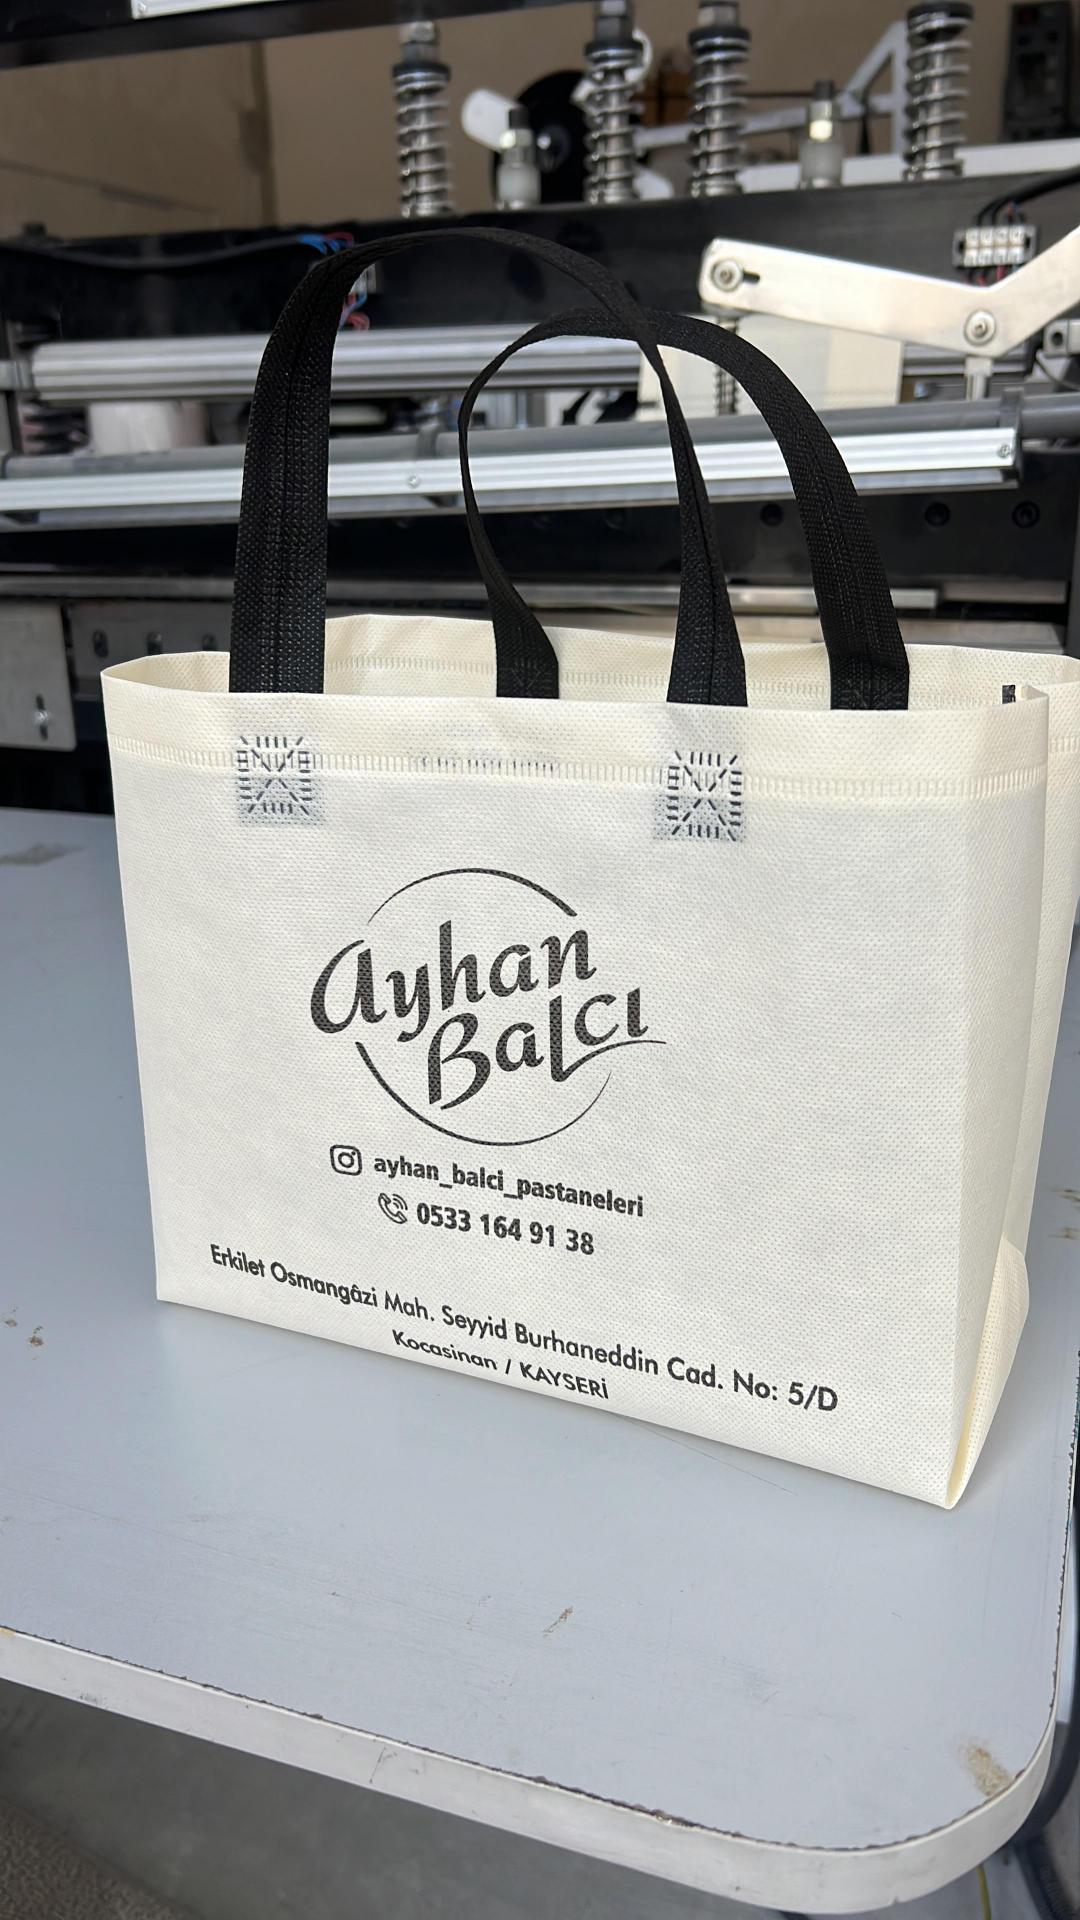 Ayhan
Balcı
ayhan_balci_pastaneleri
0533 164 91 38
Erkilet Osmangâzi Mah. Seyyid Burhaneddin Cad. No: 5/D
Kocasinan / KAYSERİ